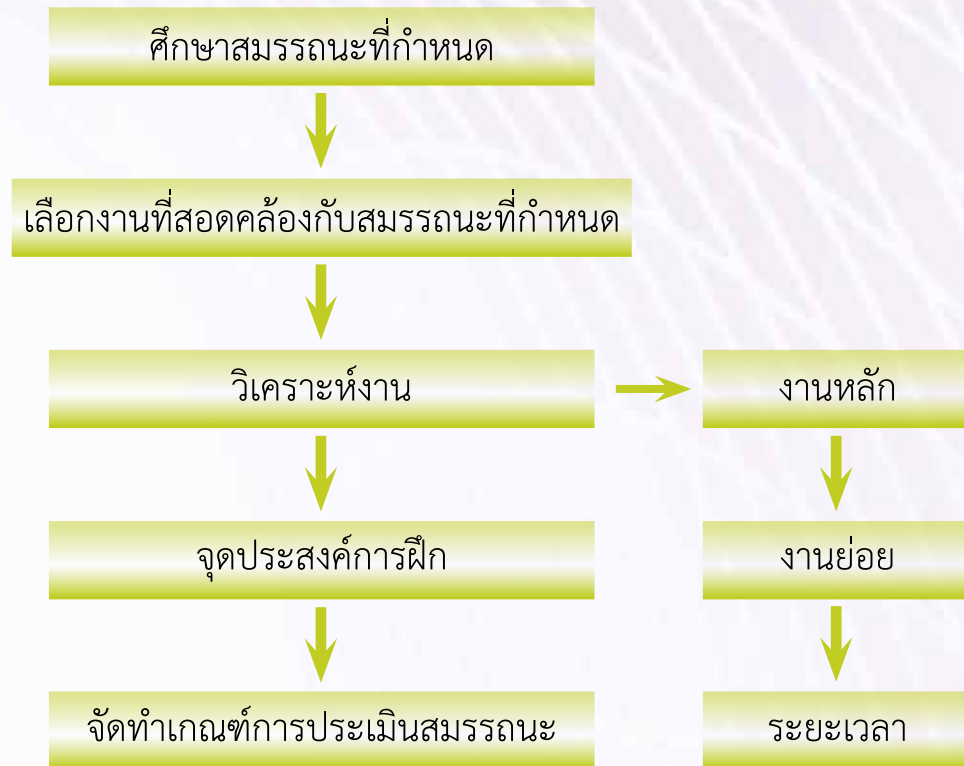 ศึกษาสมรรถนะที่กำหนด
เลือกงานที่สอดคล้องกับสมรรถนะที่กำหนด
วิเคราะห์งาน
งานหลัก
จุดประสงค์การฝึก
งานย่อย
จัดทำเกณฑ์การประเมินสมรรถนะ
ระยะเวลา